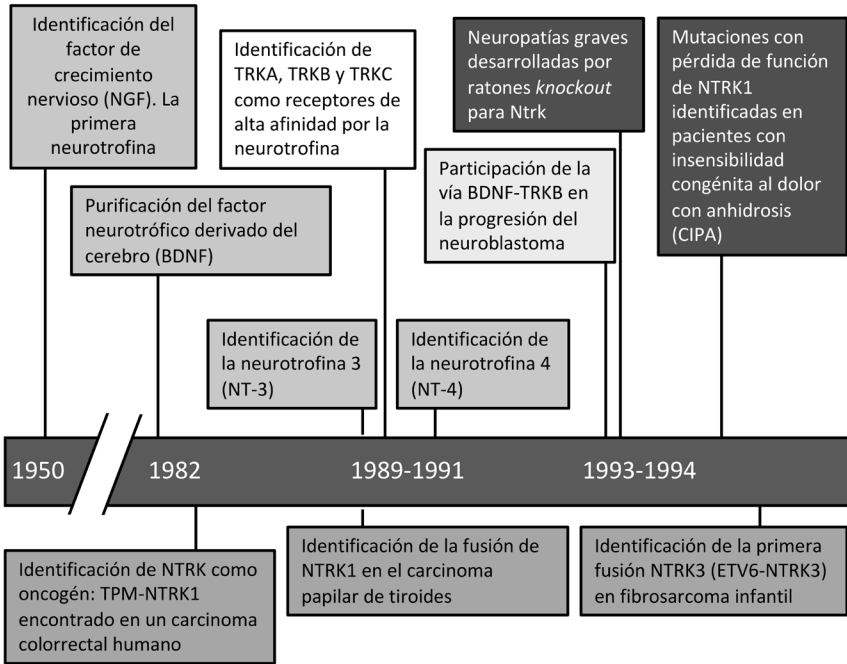 Identificación del
factor de
crecimiento
nervioso (NGF). La
primera
neurotrofina
Identificación de
TRKA, TRKB y TRKC
como receptores de
alta afinidad por la
neurotrofina
Neuropatías graves
desarrolladas por
ratones knockout
para Ntrk
Mutaciones con
pérdida de función
de NTRK1
identificadas en
pacientes con
insensibilidad
congénita al dolor
con anhidrosis
(CIPA)
Purificación del factor
neurotrófico derivado del
cerebro (BDNF)
Participación de la
vía BDNF-TRKB en
la progresión del
neuroblastoma
Identificación de
la neurotrofina 3
(NT-3)
Identificación de
la neurotrofina 4
(NT-4)
1950
1982
1989-1991
1993-1994
Identificación de NTRK como
oncogén: TPM-NTRK1
encontrado en un carcinoma
colorrectal humano
Identificación de la fusión de
NTRK1 en el carcinoma
papilar de tiroides
Identificación de la primera
fusión NTRK3 (ETV6-NTRK3)
en fibrosarcoma infantil